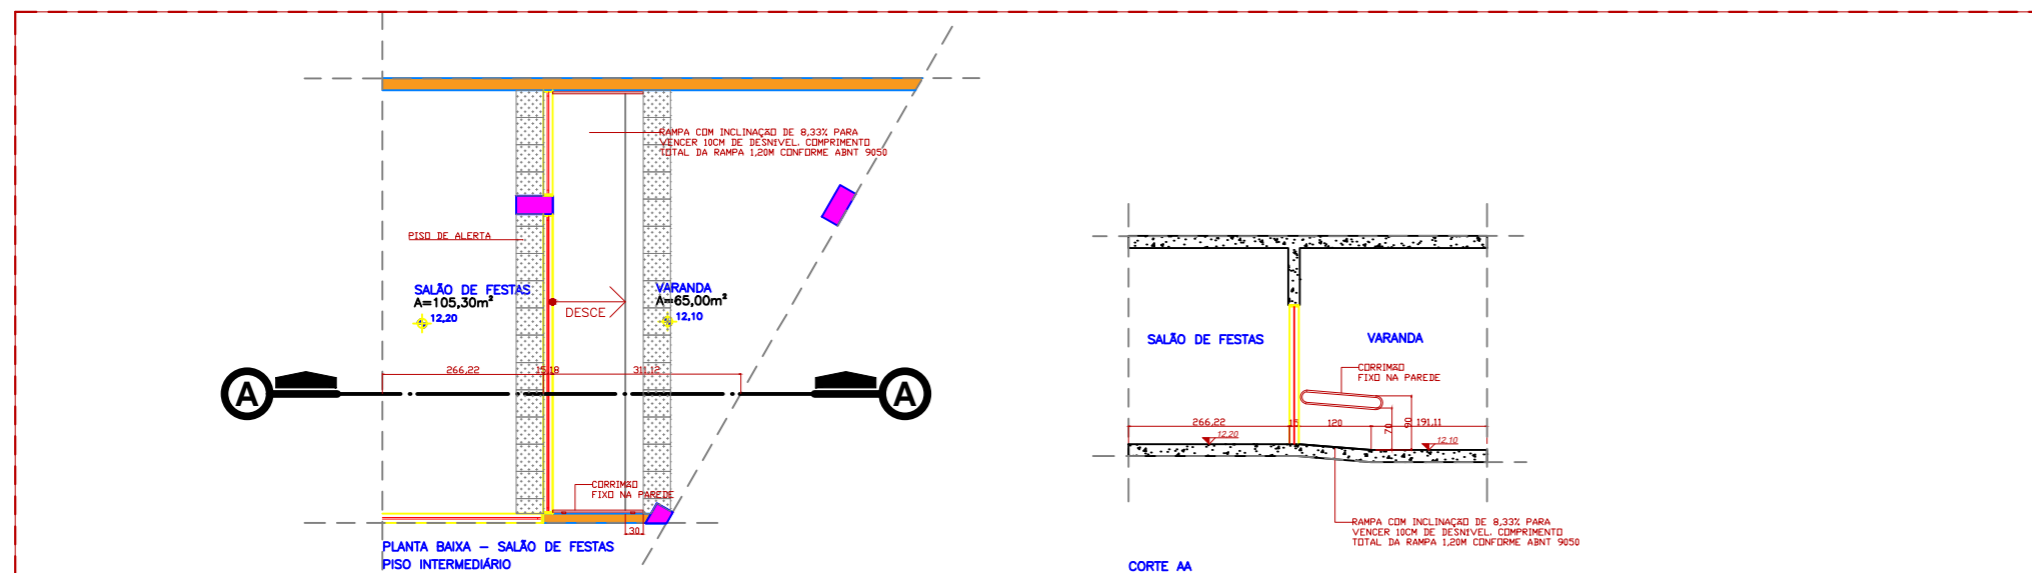 RAMPA COM INCLINAÇÃO DE 8,33% PARA
VENCER 10CM DE DESNÍVEL. COMPRIMENTO
TOTAL DA RAMPA 1,20M CONFORME ABNT 9050
PISO DE ALERTA
SALÃO DE FESTAS
A=105,30m²
12,20
DESCE
VARANDA
A=65,00m²
12,10
266,22
15,18
311,12
A
A
CORRIMÃO
FIXO NA PAREDE
30
PLANTA BAIXA – SALÃO DE FESTAS
PISO INTERMEDIÁRIO
SALÃO DE FESTAS
VARANDA
CORRIMÃO
FIXO NA PAREDE
266,22
15
120
70
90
191,11
12,20
12,10
RAMPA COM INCLINAÇÃO DE 8,33% PARA
VENCER 10CM DE DESNÍVEL. COMPRIMENTO
TOTAL DA RAMPA 1,20M CONFORME ABNT 9050
CORTE AA